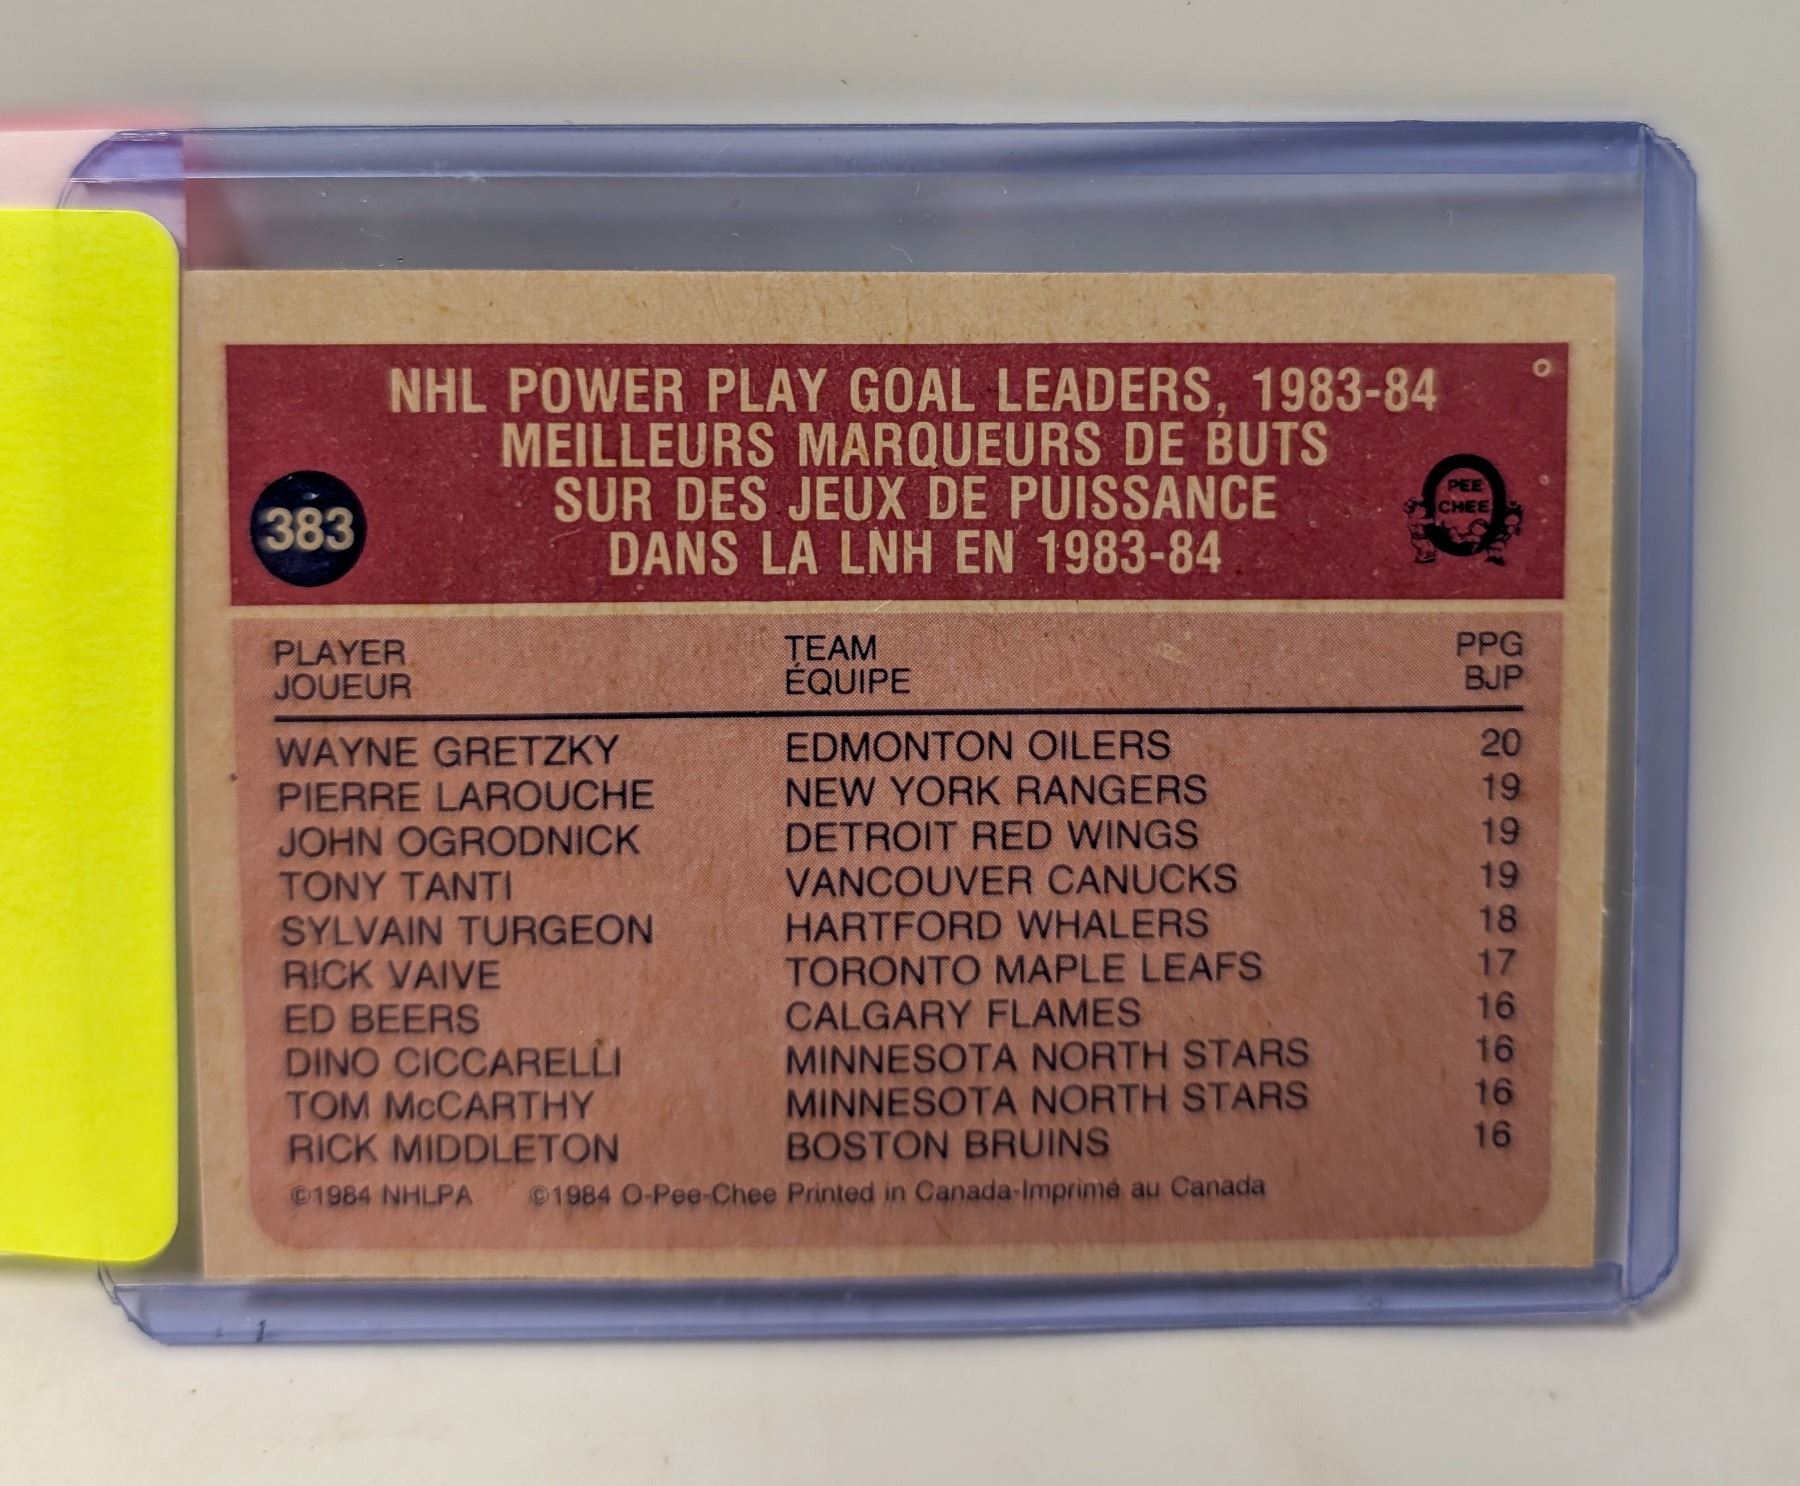 NHL POWER PLAY GOAL LEADERS, 1983-84
MEILLEURS MARQUEURS DE BUTS
SUR DES JEUX DE PUISSANCE
DANS LA LNH EN 1983-84
383
O
PEE
CHEE
PLAYER TEAM PPG
JOUEUR ÉQUIPE BJP
WAYNE GRETZKY EDMONTON OILERS 20
PIERRE LAROUCHE NEW YORK RANGERS 19
JOHN OGRODNICK DETROIT RED WINGS 19
TONY TANTI VANCOUVER CANUCKS 19
SYLVAIN TURGEON HARTFORD WHALERS 18
RICK VAIVE TORONTO MAPLE LEAFS 17
ED BEERS CALGARY FLAMES 16
DINO CICCARELLI MINNESOTA NORTH STARS 16
TOM McCARTHY MINNESOTA NORTH STARS 16
RICK MIDDLETON BOSTON BRUINS 16
©1984 NHLPA ©1984 O-Pee-Chee Printed in Canada-Imprimé au Canada